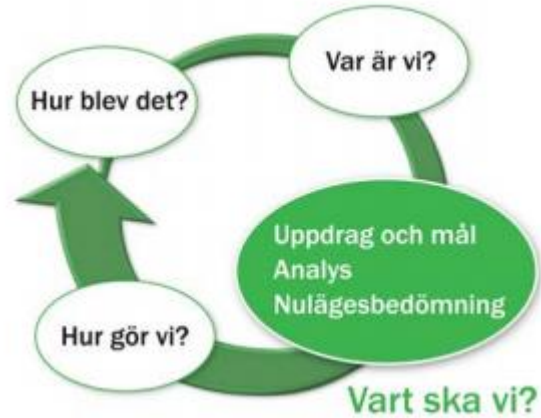 Var är vi?
Hur blev det?
Uppdrag och mål
Analys
Nulägesbedömning
Hur gör vi?
Vart ska vi?